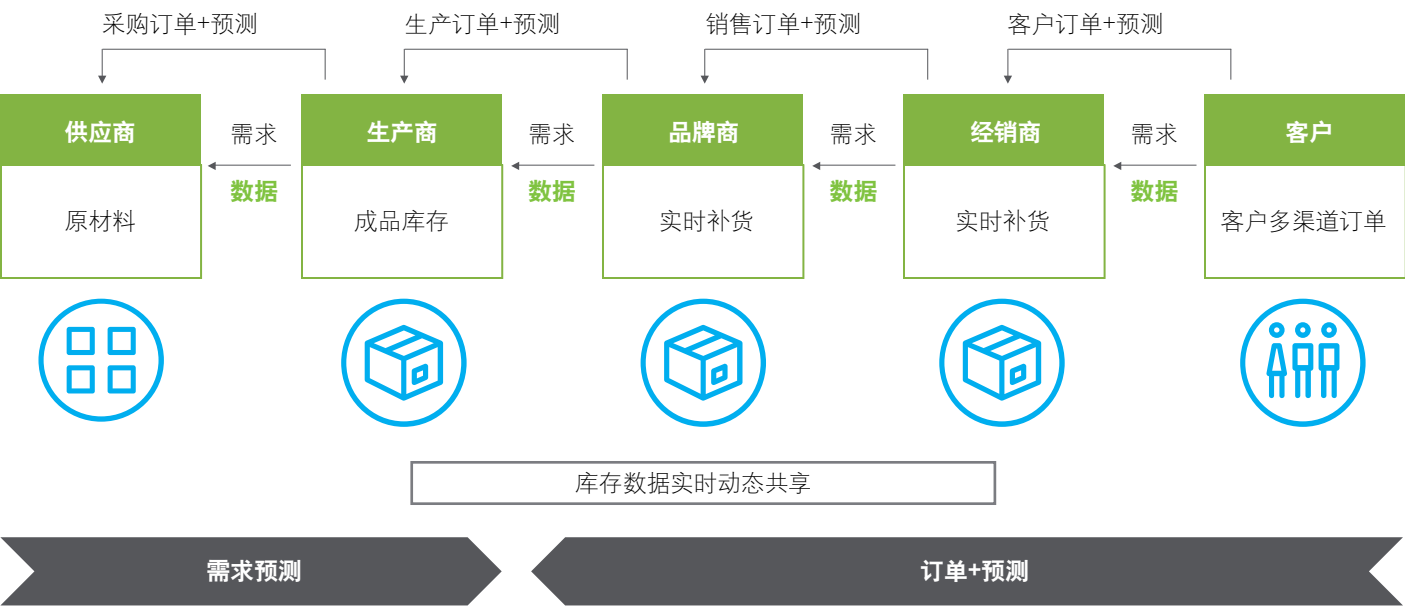 采购订单+预测
生产订单+预测
销售订单+预测
客户订单+预测
供应商
需求
生产商
需求
品牌商
需求
经销商
需求
客户
数据
数据
数据
数据
原材料
成品库存
实时补货
实时补货
客户多渠道订单
库存数据实时动态共享
需求预测
订单+预测